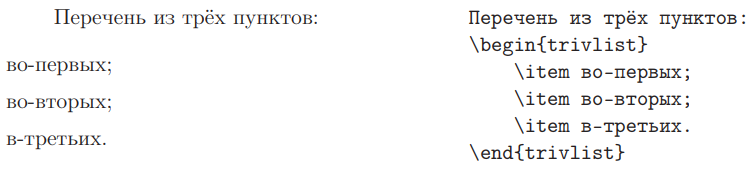 Перечень из трёх пунктов:
во-первых;
во-вторых;
в-третьих.
Перечень из трёх пунктов:
\begin{trivlist}
\item во-первых;
\item во-вторых;
\item в-третьих.
\end{trivlist}